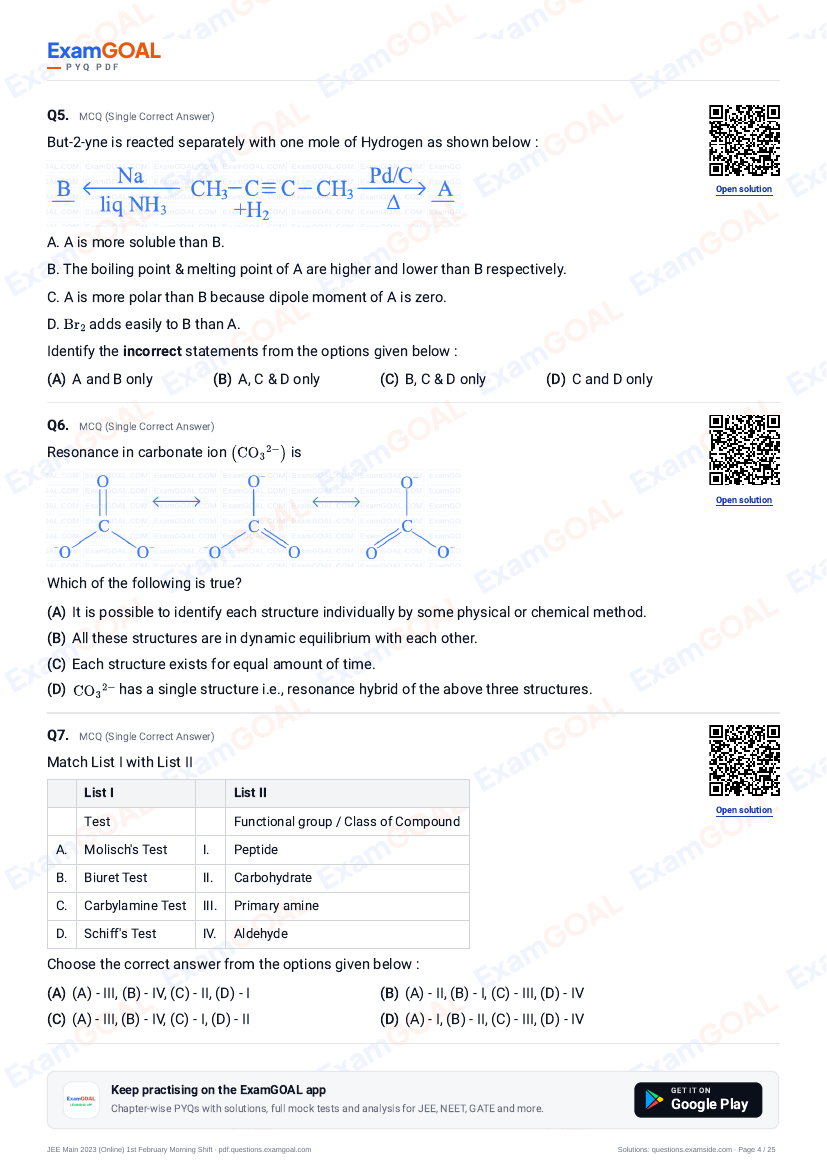 ExamGOAL
PYQ PDF
Q5. MCQ (Single Correct Answer)
But-2-yne is reacted separately with one mole of Hydrogen as shown below :
B ⟵ Na / liq NH₃ CH₃−C≡C−CH₃ +H₂ Pd/C / Δ ⟶ A
Open solution
A. A is more soluble than B.
B. The boiling point & melting point of A are higher and lower than B respectively.
C. A is more polar than B because dipole moment of A is zero.
D. Br₂ adds easily to B than A.
Identify the incorrect statements from the options given below :
(A) A and B only (B) A, C & D only (C) B, C & D only (D) C and D only
Q6. MCQ (Single Correct Answer)
Resonance in carbonate ion (CO₃²⁻) is
O O⁻ O⁻
C C C
⁻O O⁻ ⁻O O O O⁻
Open solution
Which of the following is true?
(A) It is possible to identify each structure individually by some physical or chemical method.
(B) All these structures are in dynamic equilibrium with each other.
(C) Each structure exists for equal amount of time.
(D) CO₃²⁻ has a single structure i.e., resonance hybrid of the above three structures.
Q7. MCQ (Single Correct Answer)
Match List I with List II
List I List II
Test Functional group / Class of Compound
A. Molisch's Test I. Peptide
B. Biuret Test II. Carbohydrate
C. Carbylamine Test III. Primary amine
D. Schiff's Test IV. Aldehyde
Open solution
Choose the correct answer from the options given below :
(A) (A) - III, (B) - IV, (C) - II, (D) - I (B) (A) - II, (B) - I, (C) - III, (D) - IV
(C) (A) - III, (B) - IV, (C) - I, (D) - II (D) (A) - I, (B) - II, (C) - III, (D) - IV
ExamGOAL
Keep practising on the ExamGOAL app
Chapter-wise PYQs with solutions, full mock tests and analysis for JEE, NEET, GATE and more.
GET IT ON
Google Play
JEE Main 2023 (Online) 1st February Morning Shift · pdf.questions.examgoal.com Solutions: questions.examside.com · Page 4 / 25